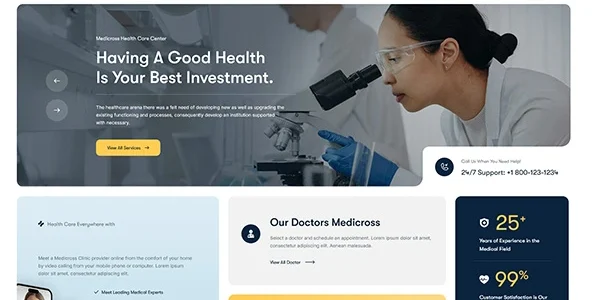 Medicross Health Care Center
Having A Good Health
Is Your Best Investment.
The healthcare arena there was a felt need of developing new as well as upgrading the
existing functioning and processes, consequently develop an institution supported
with necessary.
View All Services
Call Us When You Need Help!
24/7 Support: +1 800-123-1234
Health Care Everywhere with
Meet a Medicross Clinic provider online from the comfort of your home
by video calling from your mobile phone or computer. Lorem ipsum
dolor sit amet, consectetur adipiscing elit.
Meet Leading Medical Experts
Our Doctors Medicross
Select a doctor and schedule an appointment. Lorem ipsum dolor sit amet,
consectetur adipiscing elit. Aenean malesuada.
View All Doctor
25+
Years of Experience in the
Medical Field
99%
Customer Satisfaction Is Our